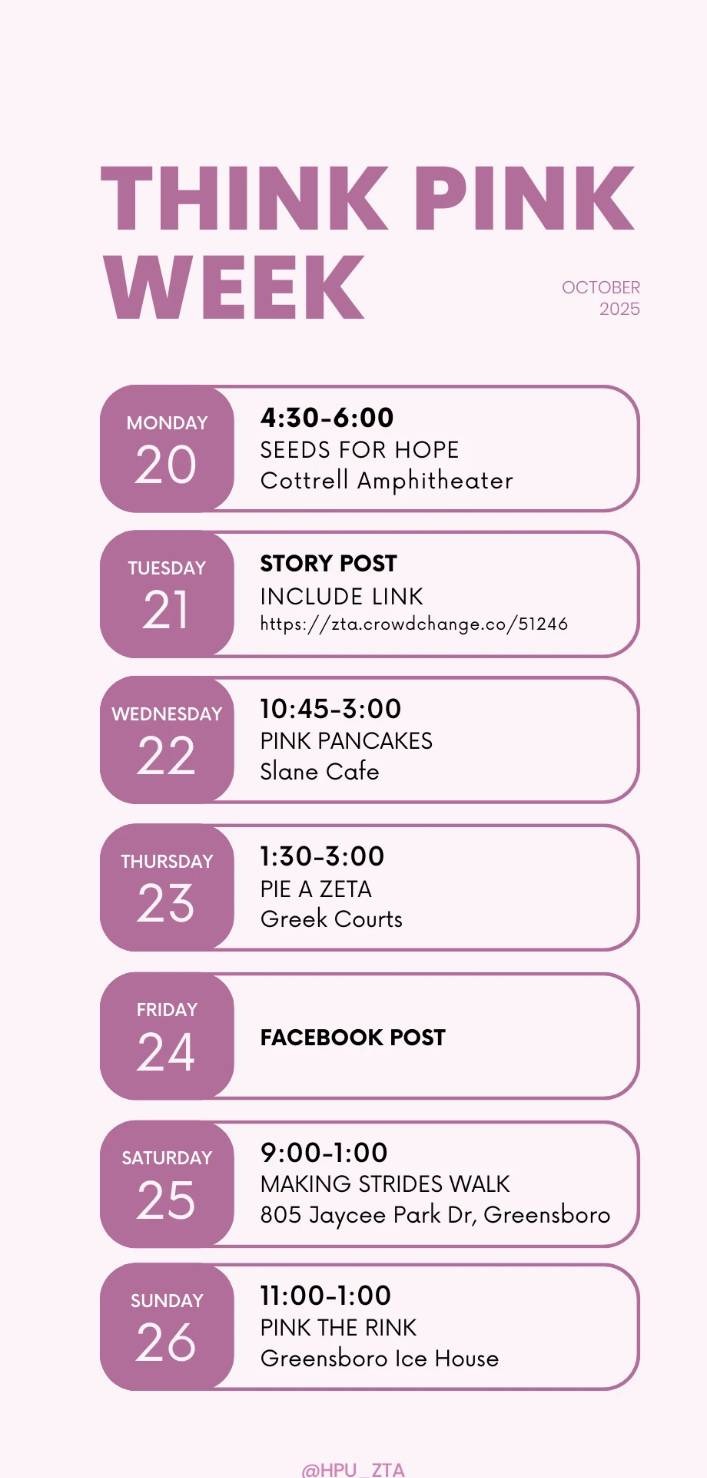 THINK PINK
WEEK
OCTOBER
2025
MONDAY
20
4:30-6:00
SEEDS FOR HOPE
Cottrell Amphitheater
TUESDAY
21
STORY POST
INCLUDE LINK
https://zta.crowdchange.co/51246
WEDNESDAY
22
10:45-3:00
PINK PANCAKES
Slane Cafe
THURSDAY
23
1:30-3:00
PIE A ZETA
Greek Courts
FRIDAY
24
FACEBOOK POST
SATURDAY
25
9:00-1:00
MAKING STRIDES WALK
805 Jaycee Park Dr, Greensboro
SUNDAY
26
11:00-1:00
PINK THE RINK
Greensboro Ice House
@HPU_ZTA